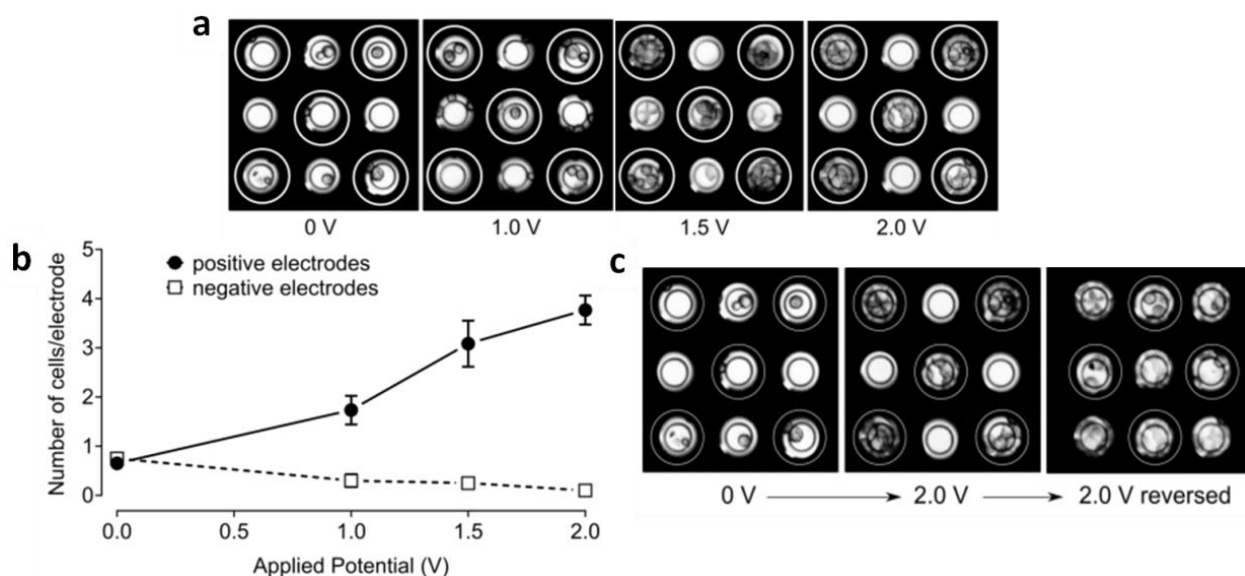 a
0 V
1.0 V
1.5 V
2.0 V
b
Number of cells/electrode
5
4
3
2
1
0
positive electrodes
negative electrodes
0.0
0.5
1.0
1.5
2.0
Applied Potential (V)
c
0 V
2.0 V
2.0 V reversed